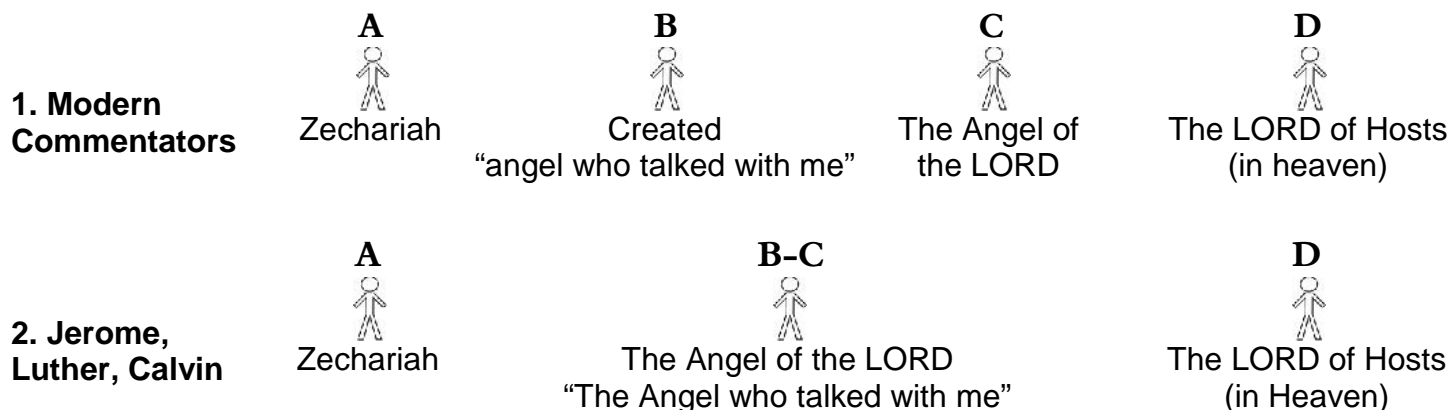 A B C D
1. Modern
Commentators
Zechariah Created The Angel of The LORD of Hosts
“angel who talked with me” the LORD (in heaven)
A B–C D
2. Jerome,
Luther, Calvin
Zechariah The Angel of the LORD The LORD of Hosts
“The Angel who talked with me” (in Heaven)